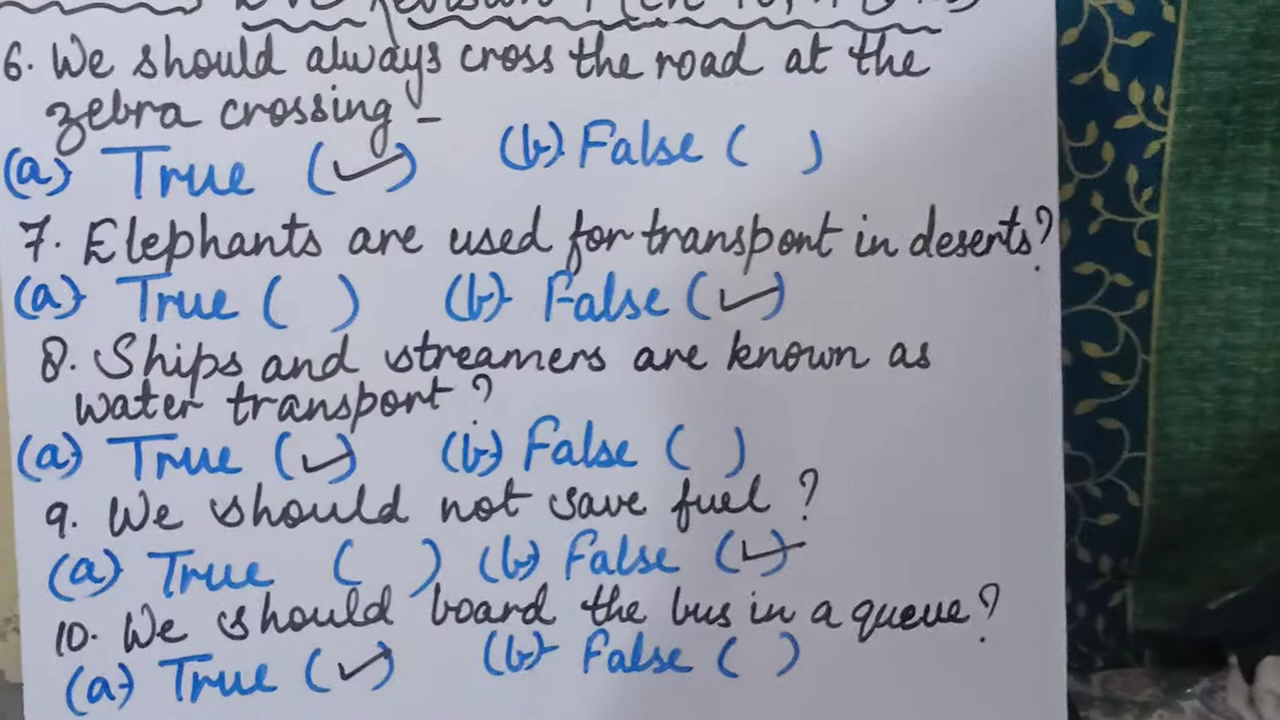 6. We should always cross the road at the
zebra crossing -
(a) True (✓) (b) False ( )
7. Elephants are used for transport in deserts?
(a) True ( ) (b) False (✓)
8. Ships and streamers are known as
water transport?
(a) True (✓) (b) False ( )
9. We should not save fuel?
(a) True ( ) (b) False (✓)
10. We should board the bus in a queue?
(a) True (✓) (b) False ( )